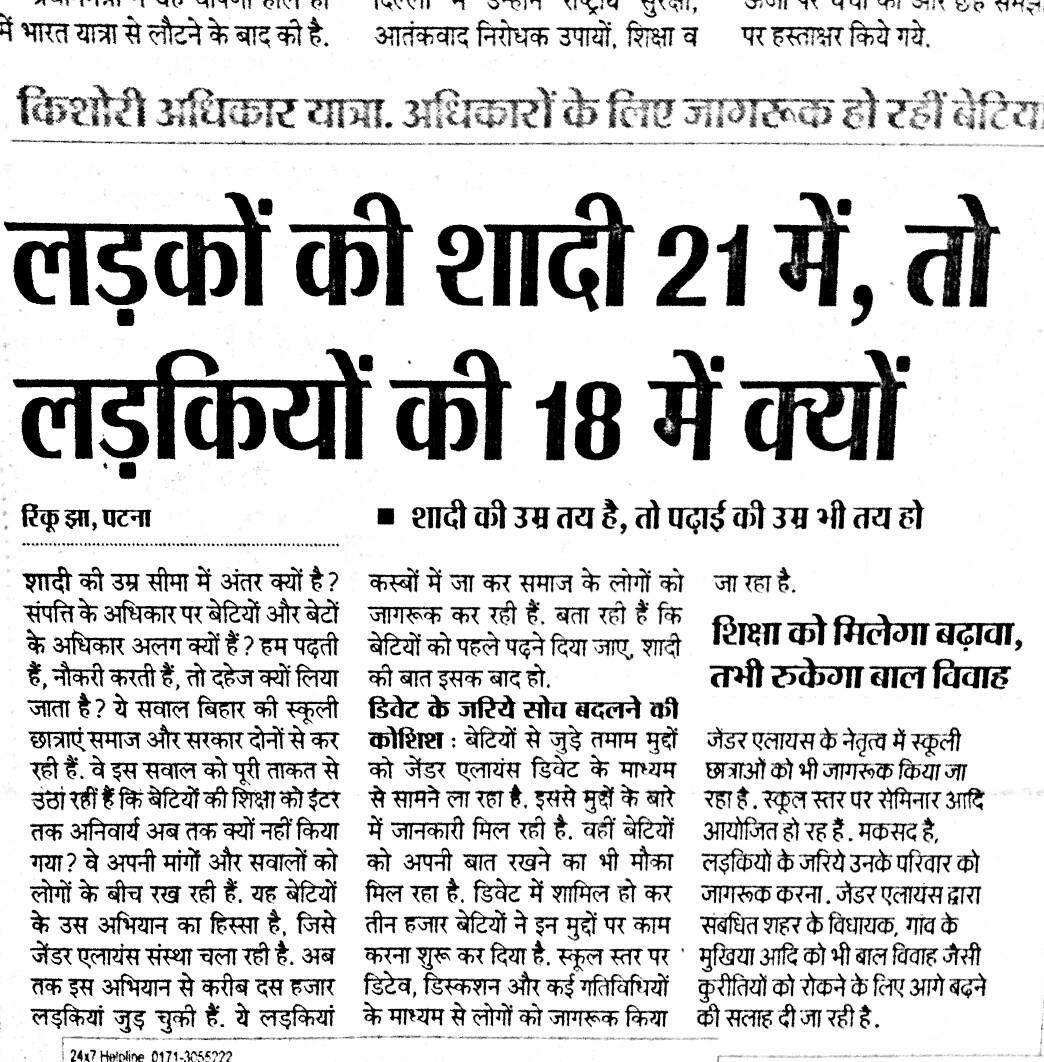 में भारत यात्रा से लौटने के बाद की है.
आतंकवाद निरोधक उपायों, शिक्षा व
पर हस्ताक्षर किये गये.
किशोरी अधिकार यात्रा. अधिकारों के लिए जागरूक हो रहीं बेटिया
लड़कों की शादी 21 में, तो
लड़कियों की 18 में क्यों
रिंकू झा, पटना
■ शादी की उम्र तय है, तो पढ़ाई की उम्र भी तय हो
शादी की उम्र सीमा में अंतर क्यों है?
संपत्ति के अधिकार पर बेटियों और बेटों
के अधिकार अलग क्यों हैं? हम पढ़ती
हैं, नौकरी करती हैं, तो दहेज क्यों लिया
जाता है? ये सवाल बिहार की स्कूली
छात्राएं समाज और सरकार दोनों से कर
रही हैं. वे इस सवाल को पूरी ताकत से
उठा रहीं हैं कि बेटियों की शिक्षा को इंटर
तक अनिवार्य अब तक क्यों नहीं किया
गया? वे अपनी मांगों और सवालों को
लोगों के बीच रख रही हैं. यह बेटियों
के उस अभियान का हिस्सा है, जिसे
जेंडर एलायंस संस्था चला रही है. अब
तक इस अभियान से करीब दस हजार
लड़कियां जुड़ चुकी हैं. ये लड़कियां
कस्बों में जा कर समाज के लोगों को
जागरूक कर रही हैं. बता रही हैं कि
बेटियों को पहले पढ़ने दिया जाए, शादी
की बात इसक बाद हो.
डिवेट के जरिये सोच बदलने की
कोशिश : बेटियों से जुड़े तमाम मुद्दों
को जेंडर एलायंस डिवेट के माध्यम
से सामने ला रहा है. इससे मुद्दों के बारे
में जानकारी मिल रही है. वहीं बेटियों
को अपनी बात रखने का भी मौका
मिल रहा है. डिवेट में शामिल हो कर
तीन हजार बेटियों ने इन मुद्दों पर काम
करना शुरू कर दिया है. स्कूल स्तर पर
डिटेव, डिस्कशन और कई गतिविधियों
के माध्यम से लोगों को जागरूक किया
जा रहा है.
शिक्षा को मिलेगा बढ़ावा,
तभी रुकेगा बाल विवाह
जेंडर एलायंस के नेतृत्व में स्कूली
छात्राओं को भी जागरूक किया जा
रहा है. स्कूल स्तर पर सेमिनार आदि
आयोजित हो रह हैं. मकसद है,
लड़कियों के जरिये उनके परिवार को
जागरूक करना. जेंडर एलायंस द्वारा
संबंधित शहर के विधायक, गांव के
मुखिया आदि को भी बाल विवाह जैसी
कुरीतियों को रोकने के लिए आगे बढ़ने
की सलाह दी जा रही है.
24x7 Helpline 0171-3055222